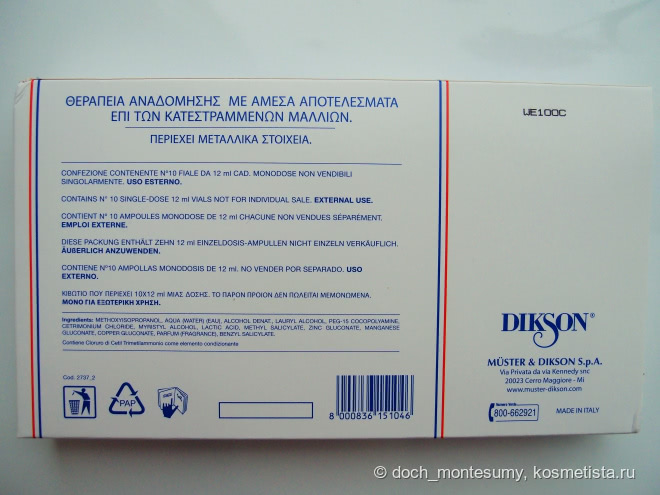 ΘΕΡΑΠΕΙΑ ΑΝΑΔΟΜΗΣΗΣ ΜΕ ΑΜΕΣΑ ΑΠΟΤΕΛΕΣΜΑΤΑ
ΕΠΙ ΤΩΝ ΚΑΤΕΣΤΡΑΜΜΕΝΩΝ ΜΑΛΛΙΩΝ.
ΠΕΡΙΕΧΕΙ ΜΕΤΑΛΛΙΚΑ ΣΤΟΙΧΕΙΑ.
CONFEZIONE CONTENENTE N°10 FIALE DA 12 ml CAD. MONODOSE NON VENDIBILI
SINGOLARMENTE. USO ESTERNO.
CONTAINS N° 10 SINGLE-DOSE 12 ml VIALS NOT FOR INDIVIDUAL SALE. EXTERNAL USE.
CONTIENT N° 10 AMPOULES MONODOSE DE 12 ml CHACUNE NON VENDUES SÉPARÉMENT.
EMPLOI EXTERNE.
DIESE PACKUNG ENTHÄLT ZEHN 12 ml EINZELDOSIS-AMPULLEN NICHT EINZELN VERKÄUFLICH.
ÄUßERLICH ANZUWENDEN.
CONTIENE N°10 AMPOLLAS MONODOSIS DE 12 ml. NO VENDER POR SEPARADO. USO
EXTERNO.
ΚΙΒΩΤΙΟ ΠΟΥ ΠΕΡΙΕΧΕΙ 10X12 ml ΜΙΑΣ ΔΟΣΗΣ. ΤΟ ΠΑΡΟΝ ΠΡΟΙΟΝ ΔΕΝ ΠΩΛΕΙΤΑΙ ΜΕΜΟΝΩΜΕΝΑ.
ΜΟΝΟ ΓΙΑ ΕΞΩΤΕΡΙΚΗ ΧΡΗΣΗ.
Ingredients: METHOXYISOPROPANOL, AQUA (WATER) (EAU), ALCOHOL DENAT., LAURYL ALCOHOL, PEG-15 COCOPOLYAMINE,
CETRIMONIUM CHLORIDE, MYRISTYL ALCOHOL, LACTIC ACID, METHYL SALICYLATE, ZINC GLUCONATE, MANGANESE
GLUCONATE, COPPER GLUCONATE, PARFUM (FRAGRANCE), BENZYL SALICYLATE.
Contiene Cloruro di Cetil Trimetilammonio come elemento condizionante
Cod. 2737_2
PAP
8 000836 151046
WE100C
DIKSON®
MÜSTER & DIKSON S.p.A.
Via Privata da via Kennedy snc
20023 Cerro Maggiore - Mi
www.muster-dikson.com
800-662921
MADE IN ITALY
© doch_montesumy, kosmetista.ru